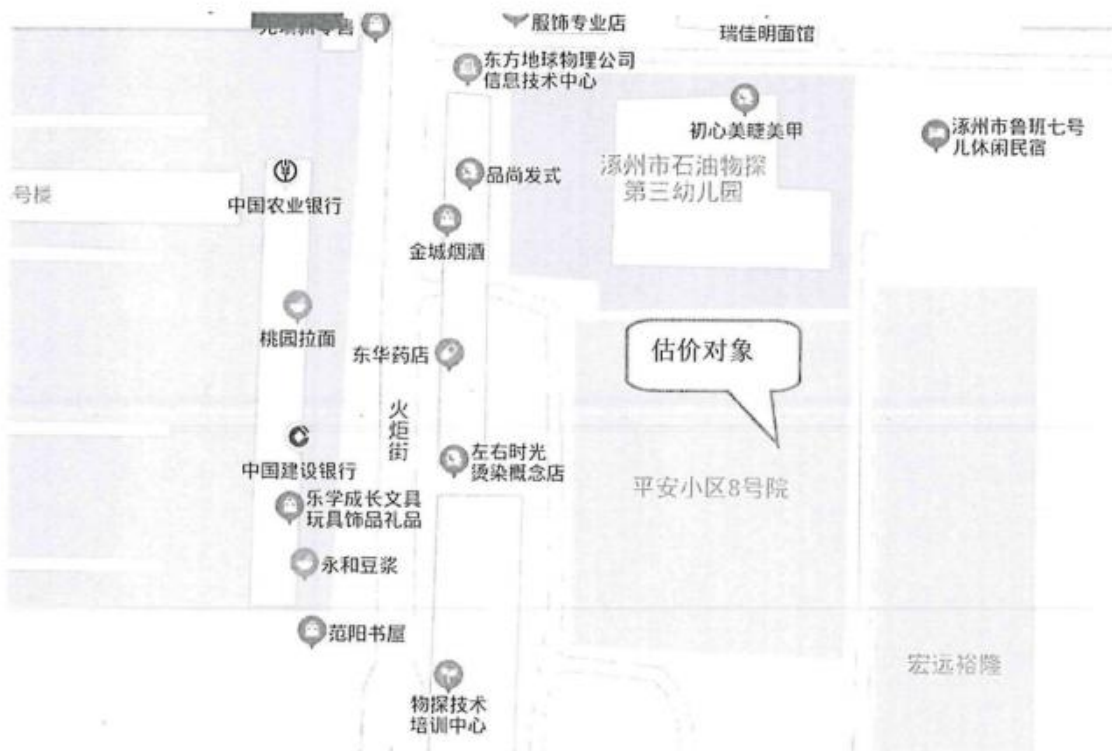 服饰专业店
瑞佳明面馆
东方地球物理公司
信息技术中心
初心美睫美甲
涿州市鲁班七号
儿休闲民宿
涿州市石油物探
第三幼儿园
品尚发式
号楼
中国农业银行
金城烟酒
桃园拉面
东华药店
估价对象
火炬街
左右时光
烫染概念店
中国建设银行
平安小区8号院
乐学成长文具
玩具饰品礼品
永和豆浆
范阳书屋
宏远裕隆
物探技术
培训中心